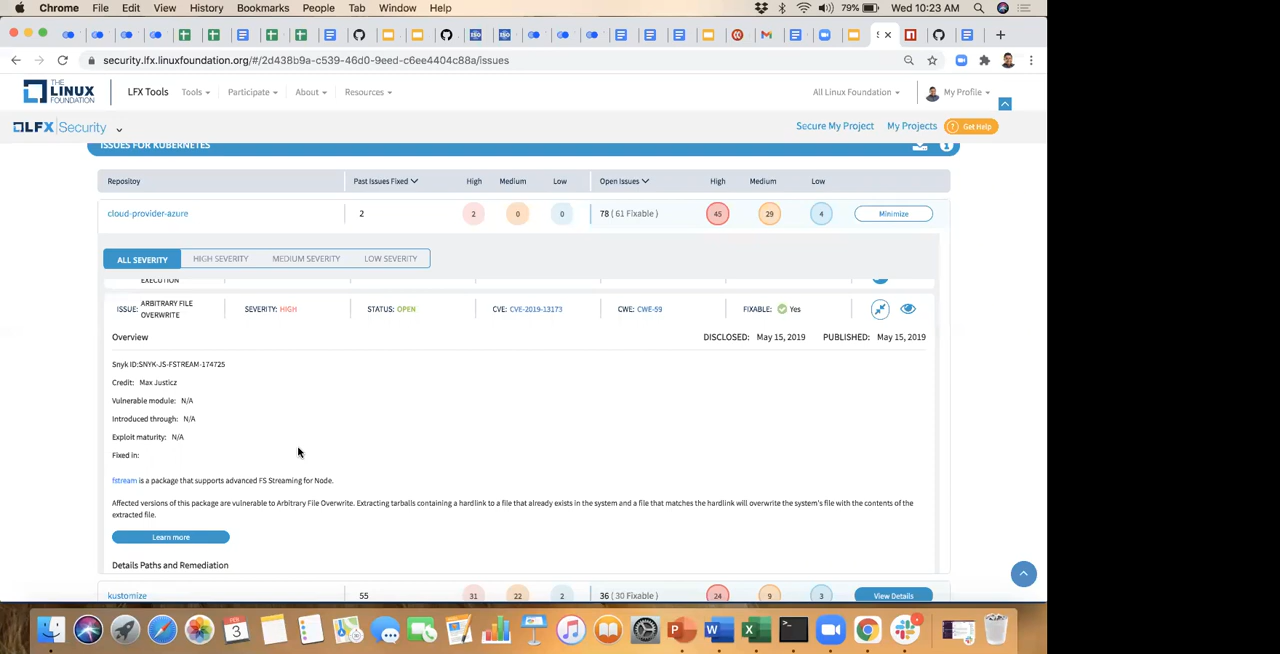 Chrome File Edit View History Bookmarks People Tab Window Help 79% Wed 10:23 AM
security.lfx.linuxfoundation.org/#/2d438b9a-c539-46d0-9eed-c6ee4404c88a/issues
THE LINUX FOUNDATION LFX Tools Tools Participate About Resources All Linux Foundation My Profile
LFX Security Secure My Project My Projects ? Get Help
ISSUES FOR KUBERNETES
Repositoy Past Issues Fixed High Medium Low Open Issues High Medium Low
cloud-provider-azure 2 2 0 0 78 ( 61 Fixable ) 45 29 4 Minimize
ALL SEVERITY HIGH SEVERITY MEDIUM SEVERITY LOW SEVERITY
EXECUTION
ISSUE: ARBITRARY FILE OVERWRITE SEVERITY: HIGH STATUS: OPEN CVE: CVE-2019-13173 CWE: CWE-59 FIXABLE: Yes
Overview DISCLOSED: May 15, 2019 PUBLISHED: May 15, 2019
Snyk ID:SNYK-JS-FSTREAM-174725
Credit: Max Justicz
Vulnerable module: N/A
Introduced through: N/A
Exploit maturity: N/A
Fixed in:
fstream is a package that supports advanced FS Streaming for Node.
Affected versions of this package are vulnerable to Arbitrary File Overwrite. Extracting tarballs containing a hardlink to a file that already exists in the system and a file that matches the hardlink will overwrite the system's file with the contents of the
extracted file.
Learn more
Details Paths and Remediation
kustomize 55 31 22 2 36 ( 30 Fixable ) 24 9 3 View Details
FEB
3